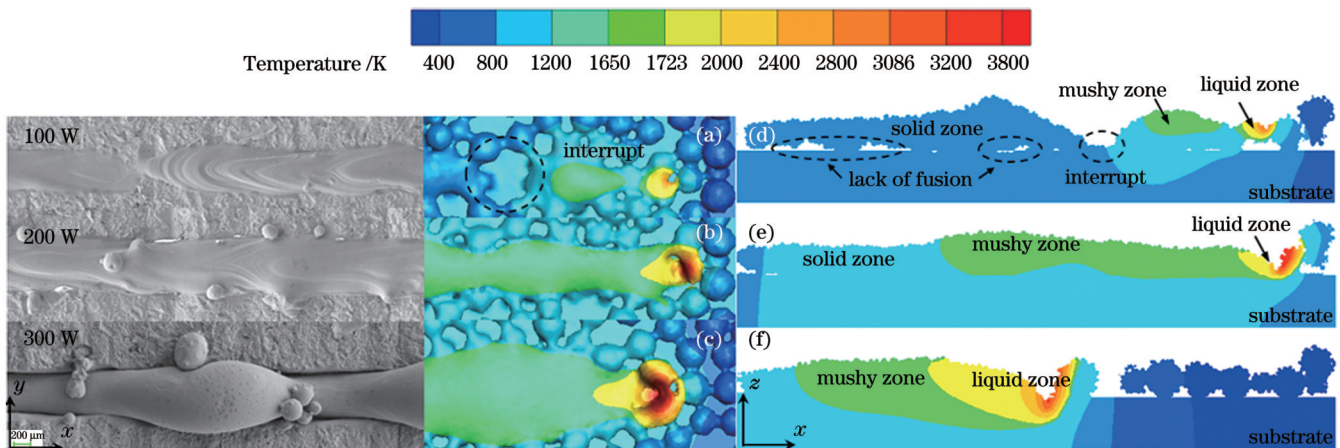 Temperature /K
400 800 1200 1650 1723 2000 2400 2800 3086 3200 3800
100 W
200 W
300 W
y
x
200 μm
(a)
interrupt
(b)
(c)
(d)
solid zone
mushy zone
liquid zone
lack of fusion
interrupt
substrate
(e)
solid zone
mushy zone
liquid zone
substrate
(f)
mushy zone
liquid zone
z
x
substrate